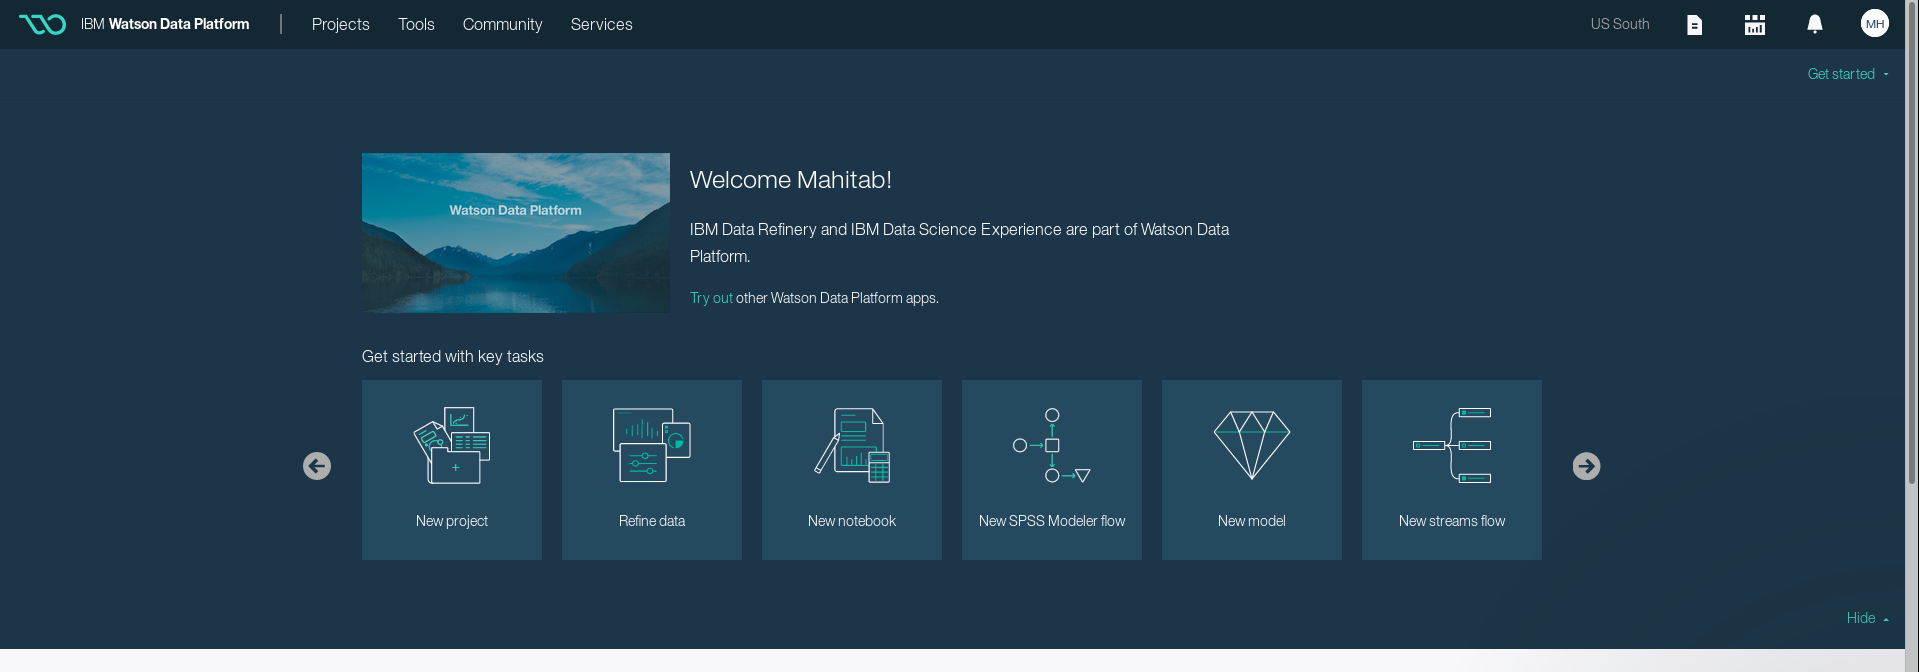 IBM Watson Data Platform
Projects
Tools
Community
Services
US South
MH
Get started
Watson Data Platform
Welcome Mahitab!
IBM Data Refinery and IBM Data Science Experience are part of Watson Data
Platform.
Try out other Watson Data Platform apps.
Get started with key tasks
New project
Refine data
New notebook
New SPSS Modeler flow
New model
New streams flow
Hide